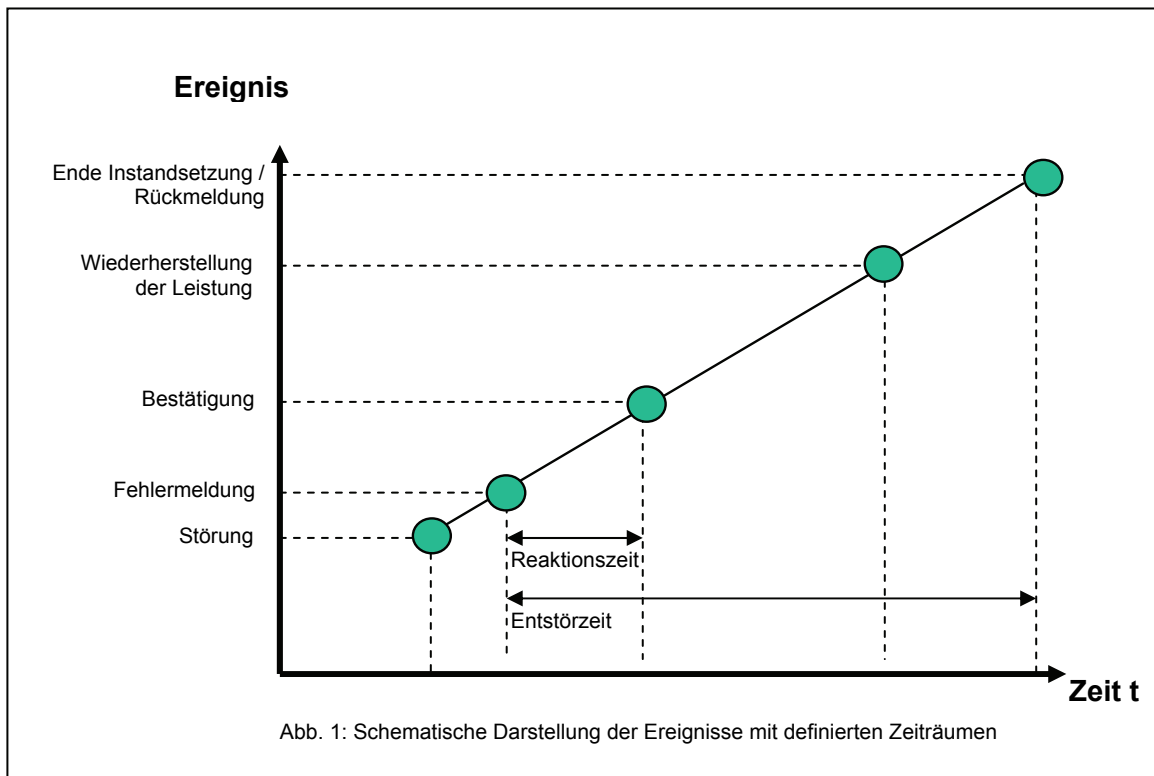 Ereignis
Ende Instandsetzung /
Rückmeldung
Wiederherstellung
der Leistung
Bestätigung
Fehlermeldung
Störung
Reaktionszeit
Entstörzeit
Zeit t
Abb. 1: Schematische Darstellung der Ereignisse mit definierten Zeiträumen